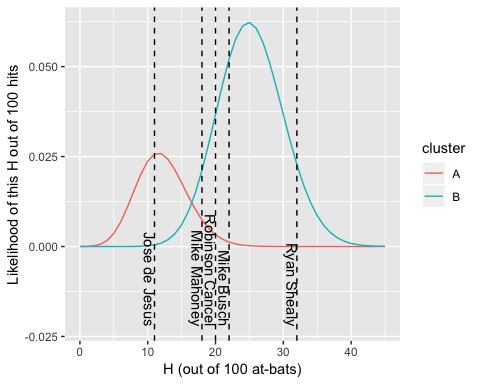 Likelihood of this H out of 100 hits
0.050
0.025
0.000
-0.025
Jose de Jesus
Mike Mahoney
Robinson Cancel
Mike Busch
Ryan Shealy
0
10
20
30
40
H (out of 100 at-bats)
cluster
A
B